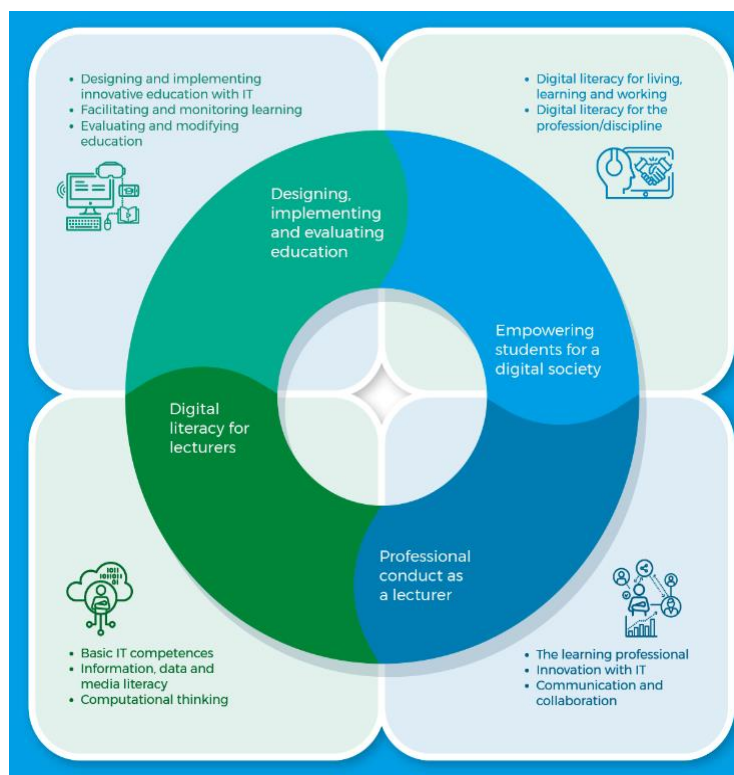 • Designing and implementing
innovative education with IT
• Facilitating and monitoring learning
• Evaluating and modifying
education
• Digital literacy for living,
learning and working
• Digital literacy for the
profession/discipline
Designing,
implementing
and evaluating
education
Empowering
students for a
digital society
Digital
literacy for
lecturers
Professional
conduct as
a lecturer
1011
1011011
01
• Basic IT competences
• Information, data and
media literacy
• Computational thinking
• The learning professional
• Innovation with IT
• Communication and
collaboration